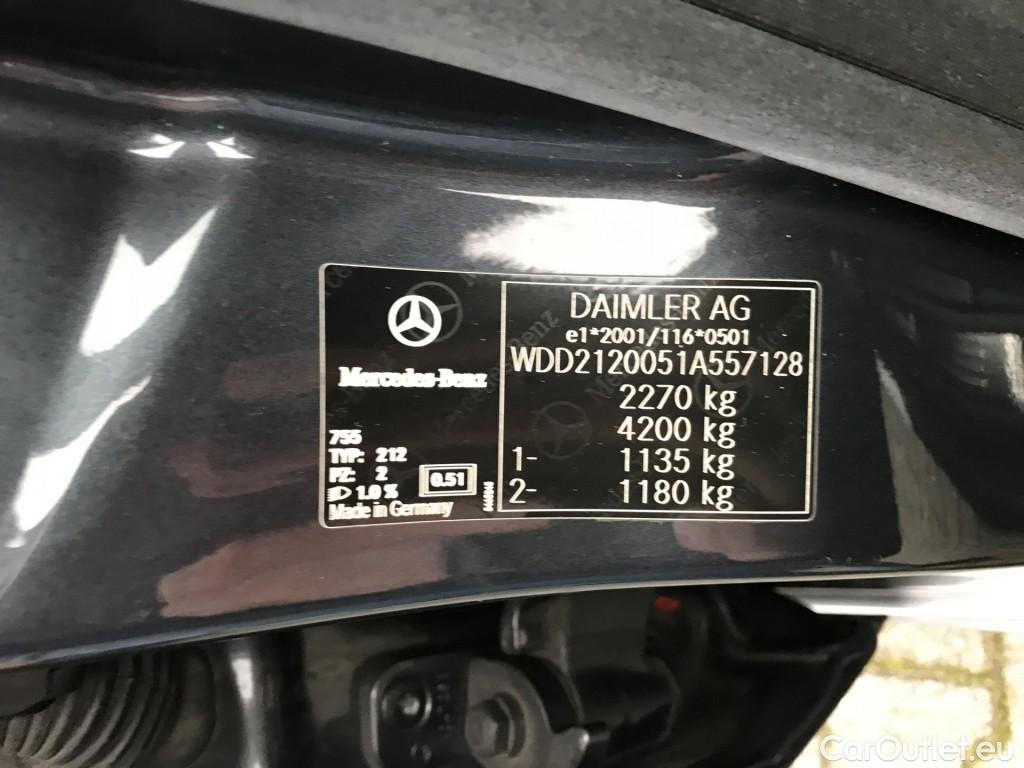 Mercedes-Benz
755
TYP: 212
PZ: 2
1.0 %
0.51
Made in Germany
DAIMLER AG
e1*2001/116*0501
WDD2120051A557128
2270 kg
4200 kg
1- 1135 kg
2- 1180 kg
CarOutlet.eu